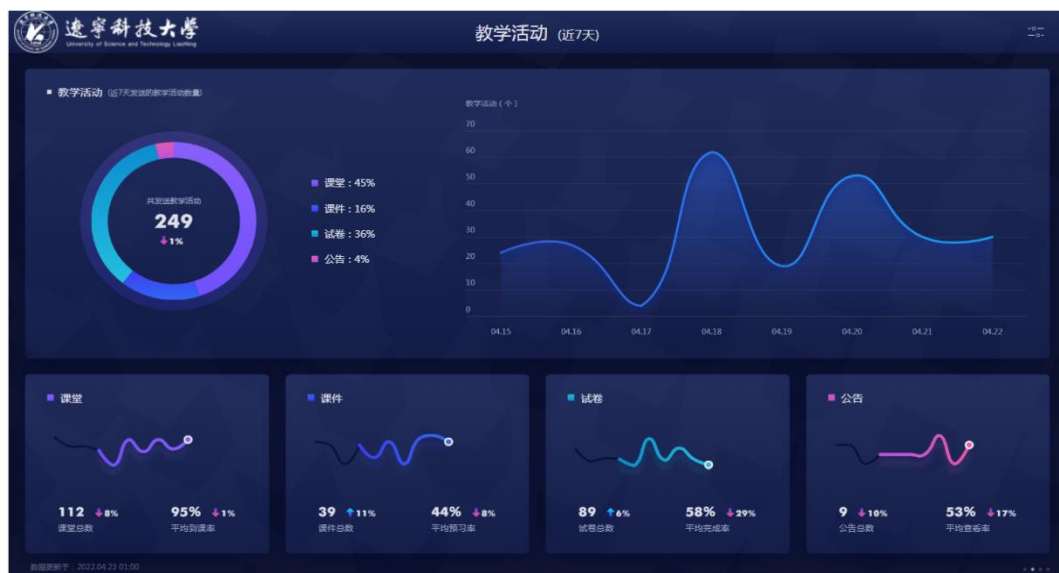 遼寧科技大學
University of Science and Technology Liaoning
教学活动 (近7天)
教学活动 (近7天发送的教学活动数量)
共发送教学活动
249
1%
课堂 : 45%
课件 : 16%
试卷 : 36%
公告 : 4%
教学活动 ( 个 )
70
60
50
40
30
20
10
0
04.15 04.16 04.17 04.18 04.19 04.20 04.21 04.22
课堂
112 8% 95% 1%
课堂总数 平均到课率
课件
39 11% 44% 8%
课件总数 平均预习率
试卷
89 6% 58% 29%
试卷总数 平均完成率
公告
9 10% 53% 17%
公告总数 平均查看率
数据更新于 : 2022.04.23 01:00